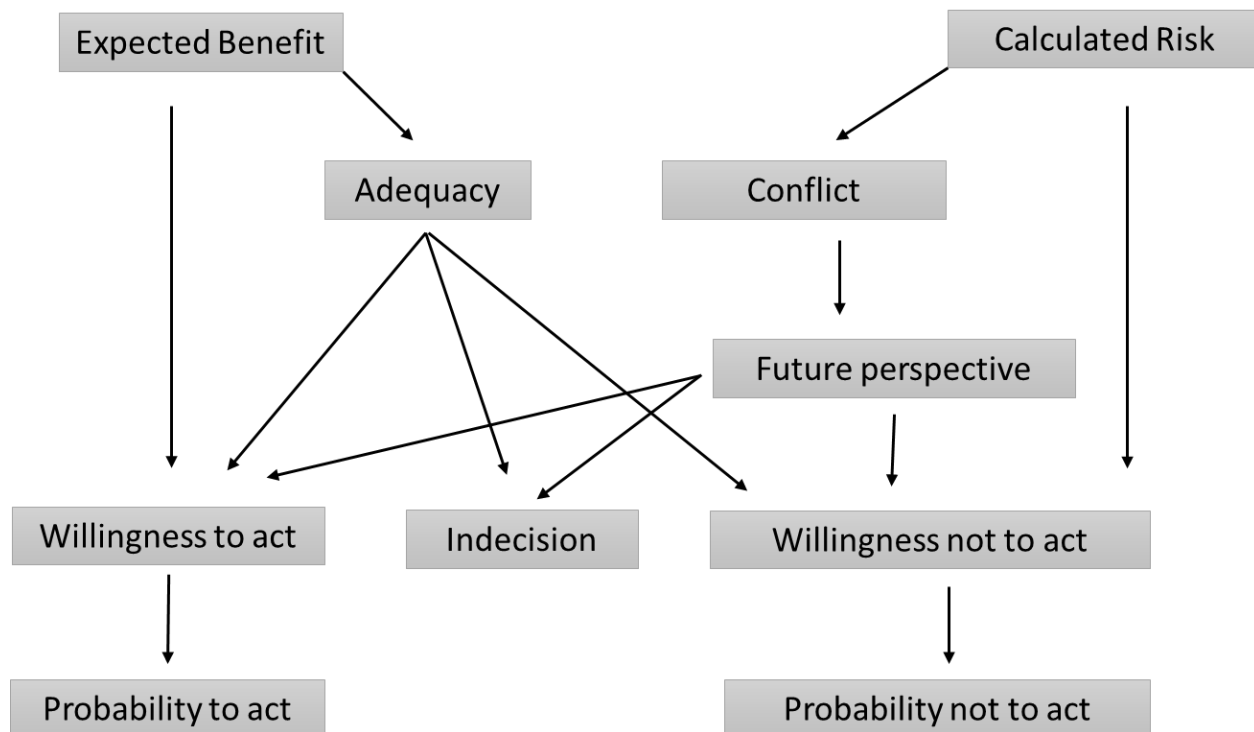 Expected Benefit
Calculated Risk
Adequacy
Conflict
Future perspective
Willingness to act
Indecision
Willingness not to act
Probability to act
Probability not to act